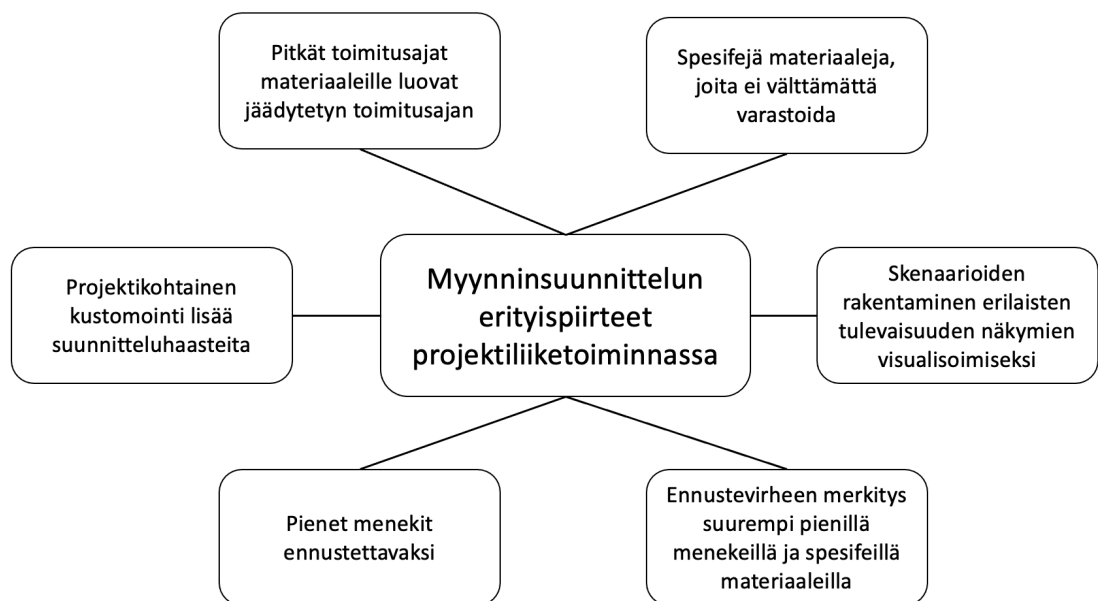 Pitkät toimitusajat
materiaaleille luovat
jäädytetyn toimitusajan
Spesifejä materiaaleja,
joita ei välttämättä
varastoida
Projektikohtainen
kustomointi lisää
suunnitteluhaasteita
Myynninsuunnittelun
erityispiirteet
projektiliiketoiminnassa
Skenaarioiden
rakentaminen erilaisten
tulevaisuuden näkymien
visualisoimiseksi
Pienet menekit
ennustettavaksi
Ennustevirheen merkitys
suurempi pienillä
menekeillä ja spesifeillä
materiaaleilla